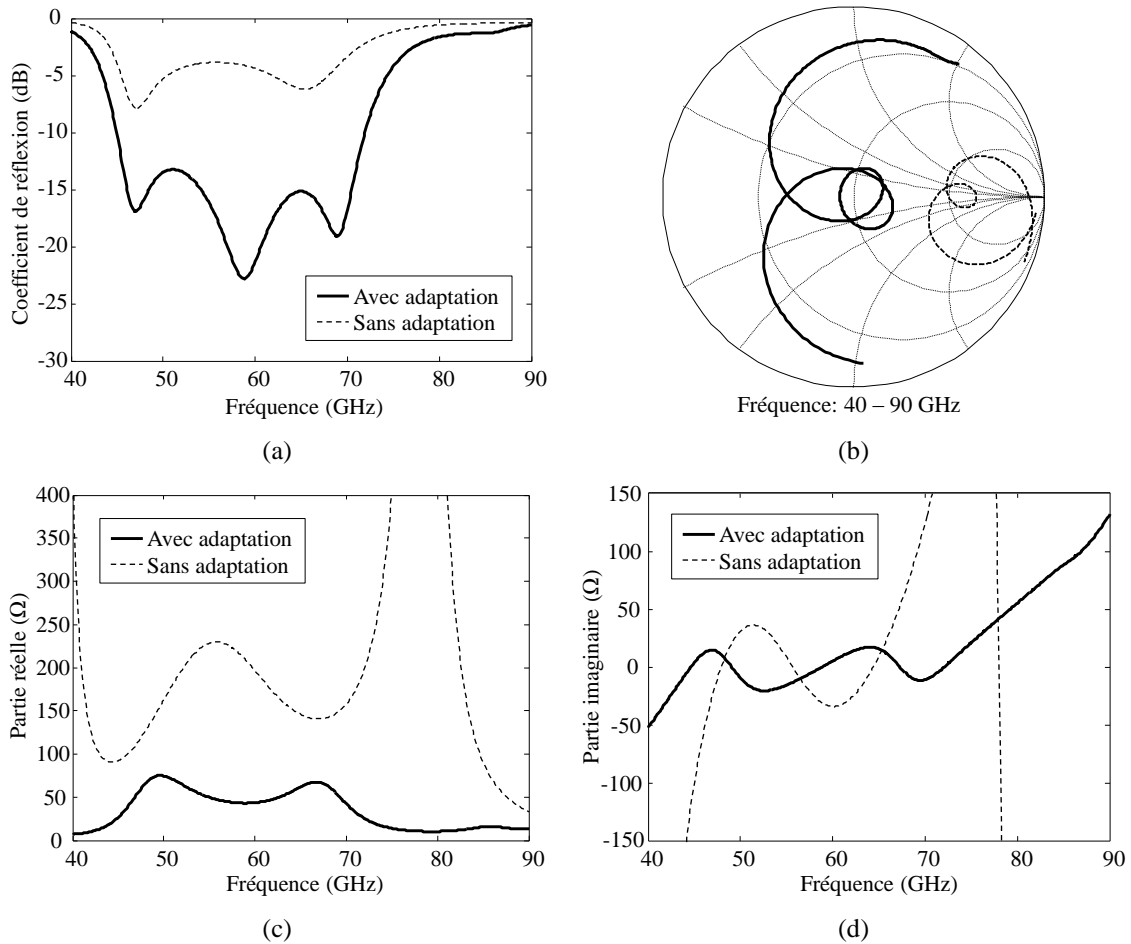 0
-5
-10
-15
-20
-25
-30
Coefficient de réflexion (dB)
Avec adaptation
Sans adaptation
40 50 60 70 80 90
Fréquence (GHz)
(a)
Fréquence: 40 – 90 GHz
(b)
400
350
300
250
200
150
100
50
0
Partie réelle (Ω)
Avec adaptation
Sans adaptation
40 50 60 70 80 90
Fréquence (GHz)
(c)
150
100
50
0
-50
-100
-150
Partie imaginaire (Ω)
Avec adaptation
Sans adaptation
40 50 60 70 80 90
Fréquence (GHz)
(d)